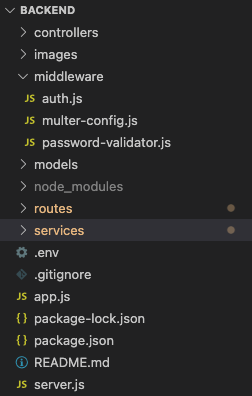 BACKEND
controllers
images
middleware
JS auth.js
JS multer-config.js
JS password-validator.js
models
node_modules
routes
services
.env
.gitignore
JS app.js
{} package-lock.json
{} package.json
README.md
JS server.js